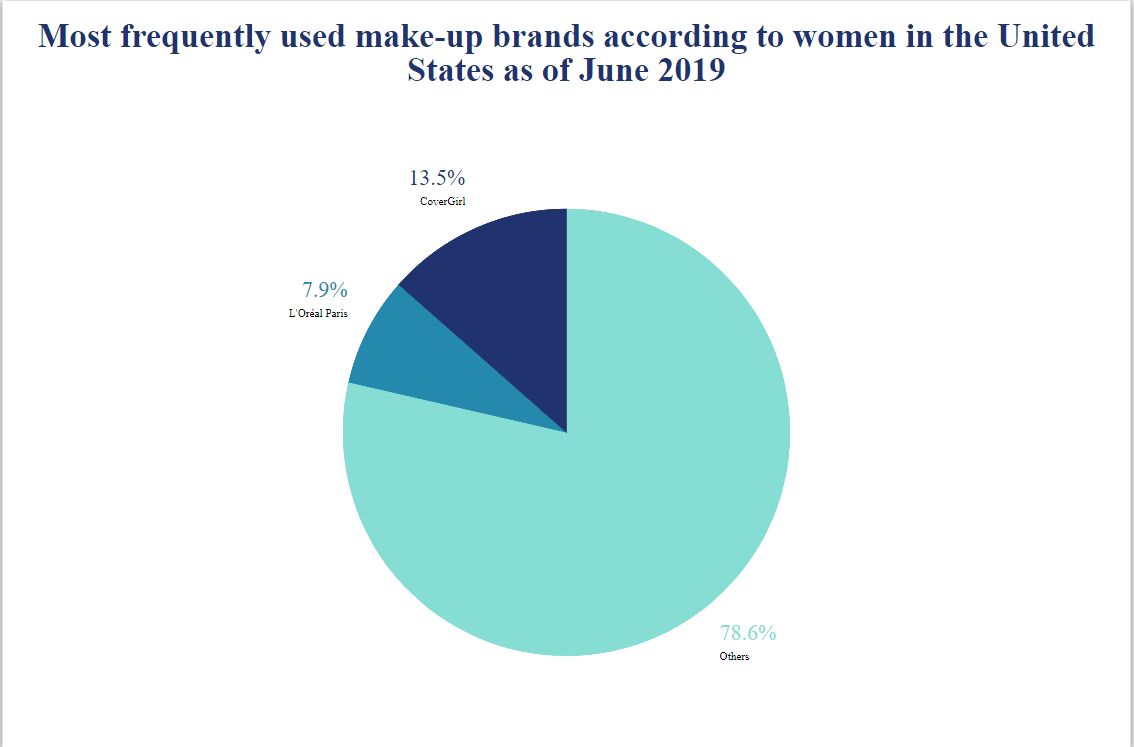 Most frequently used make-up brands according to women in the United
States as of June 2019
13.5%
CoverGirl
7.9%
L'Oréal Paris
78.6%
Others